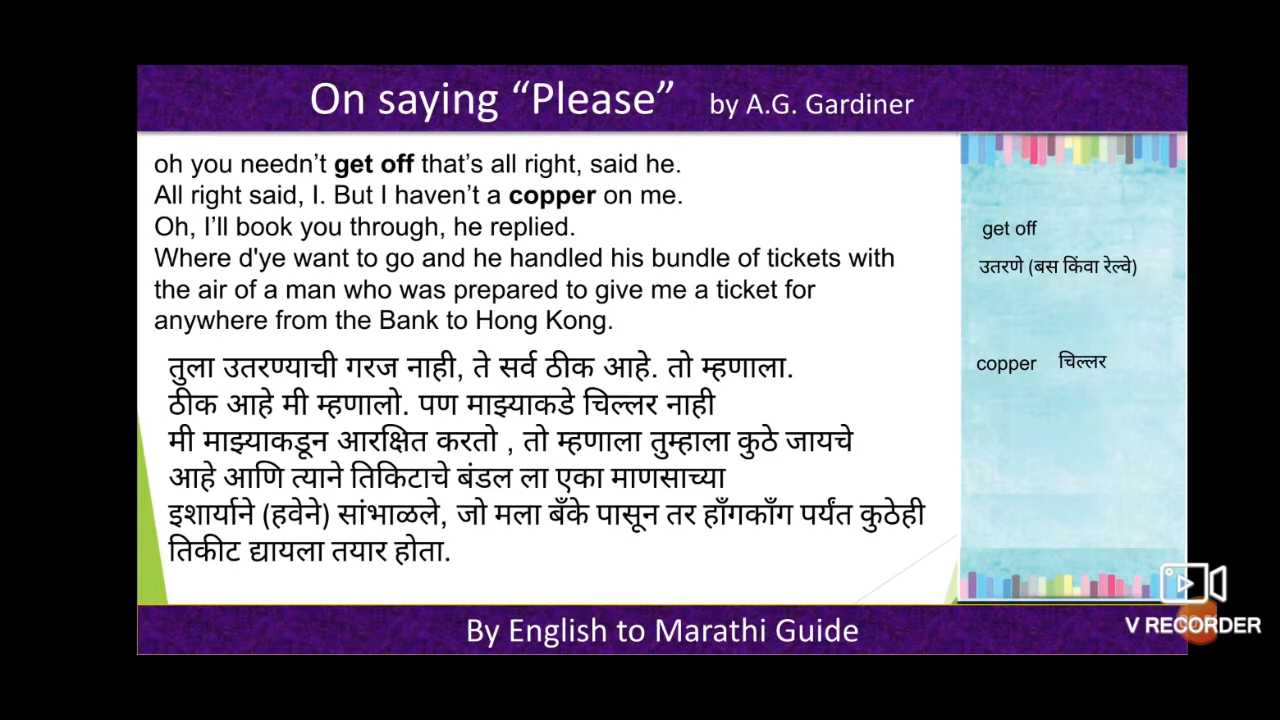 On saying “Please” by A.G. Gardiner
oh you needn’t get off that’s all right, said he.
All right said, I. But I haven’t a copper on me.
Oh, I’ll book you through, he replied.
Where d'ye want to go and he handled his bundle of tickets with
the air of a man who was prepared to give me a ticket for
anywhere from the Bank to Hong Kong.
तुला उतरण्याची गरज नाही, ते सर्व ठीक आहे. तो म्हणाला.
ठीक आहे मी म्हणालो. पण माझ्याकडे चिल्लर नाही
मी माझ्याकडून आरक्षित करतो , तो म्हणाला तुम्हाला कुठे जायचे
आहे आणि त्याने तिकिटाचे बंडल ला एका माणसाच्या
इशार्याने (हवेने) सांभाळले, जो मला बँके पासून तर हाँगकाँग पर्यंत कुठेही
तिकीट द्यायला तयार होता.
get off
उतरणे (बस किंवा रेल्वे)
copper चिल्लर
By English to Marathi Guide
V RECORDER